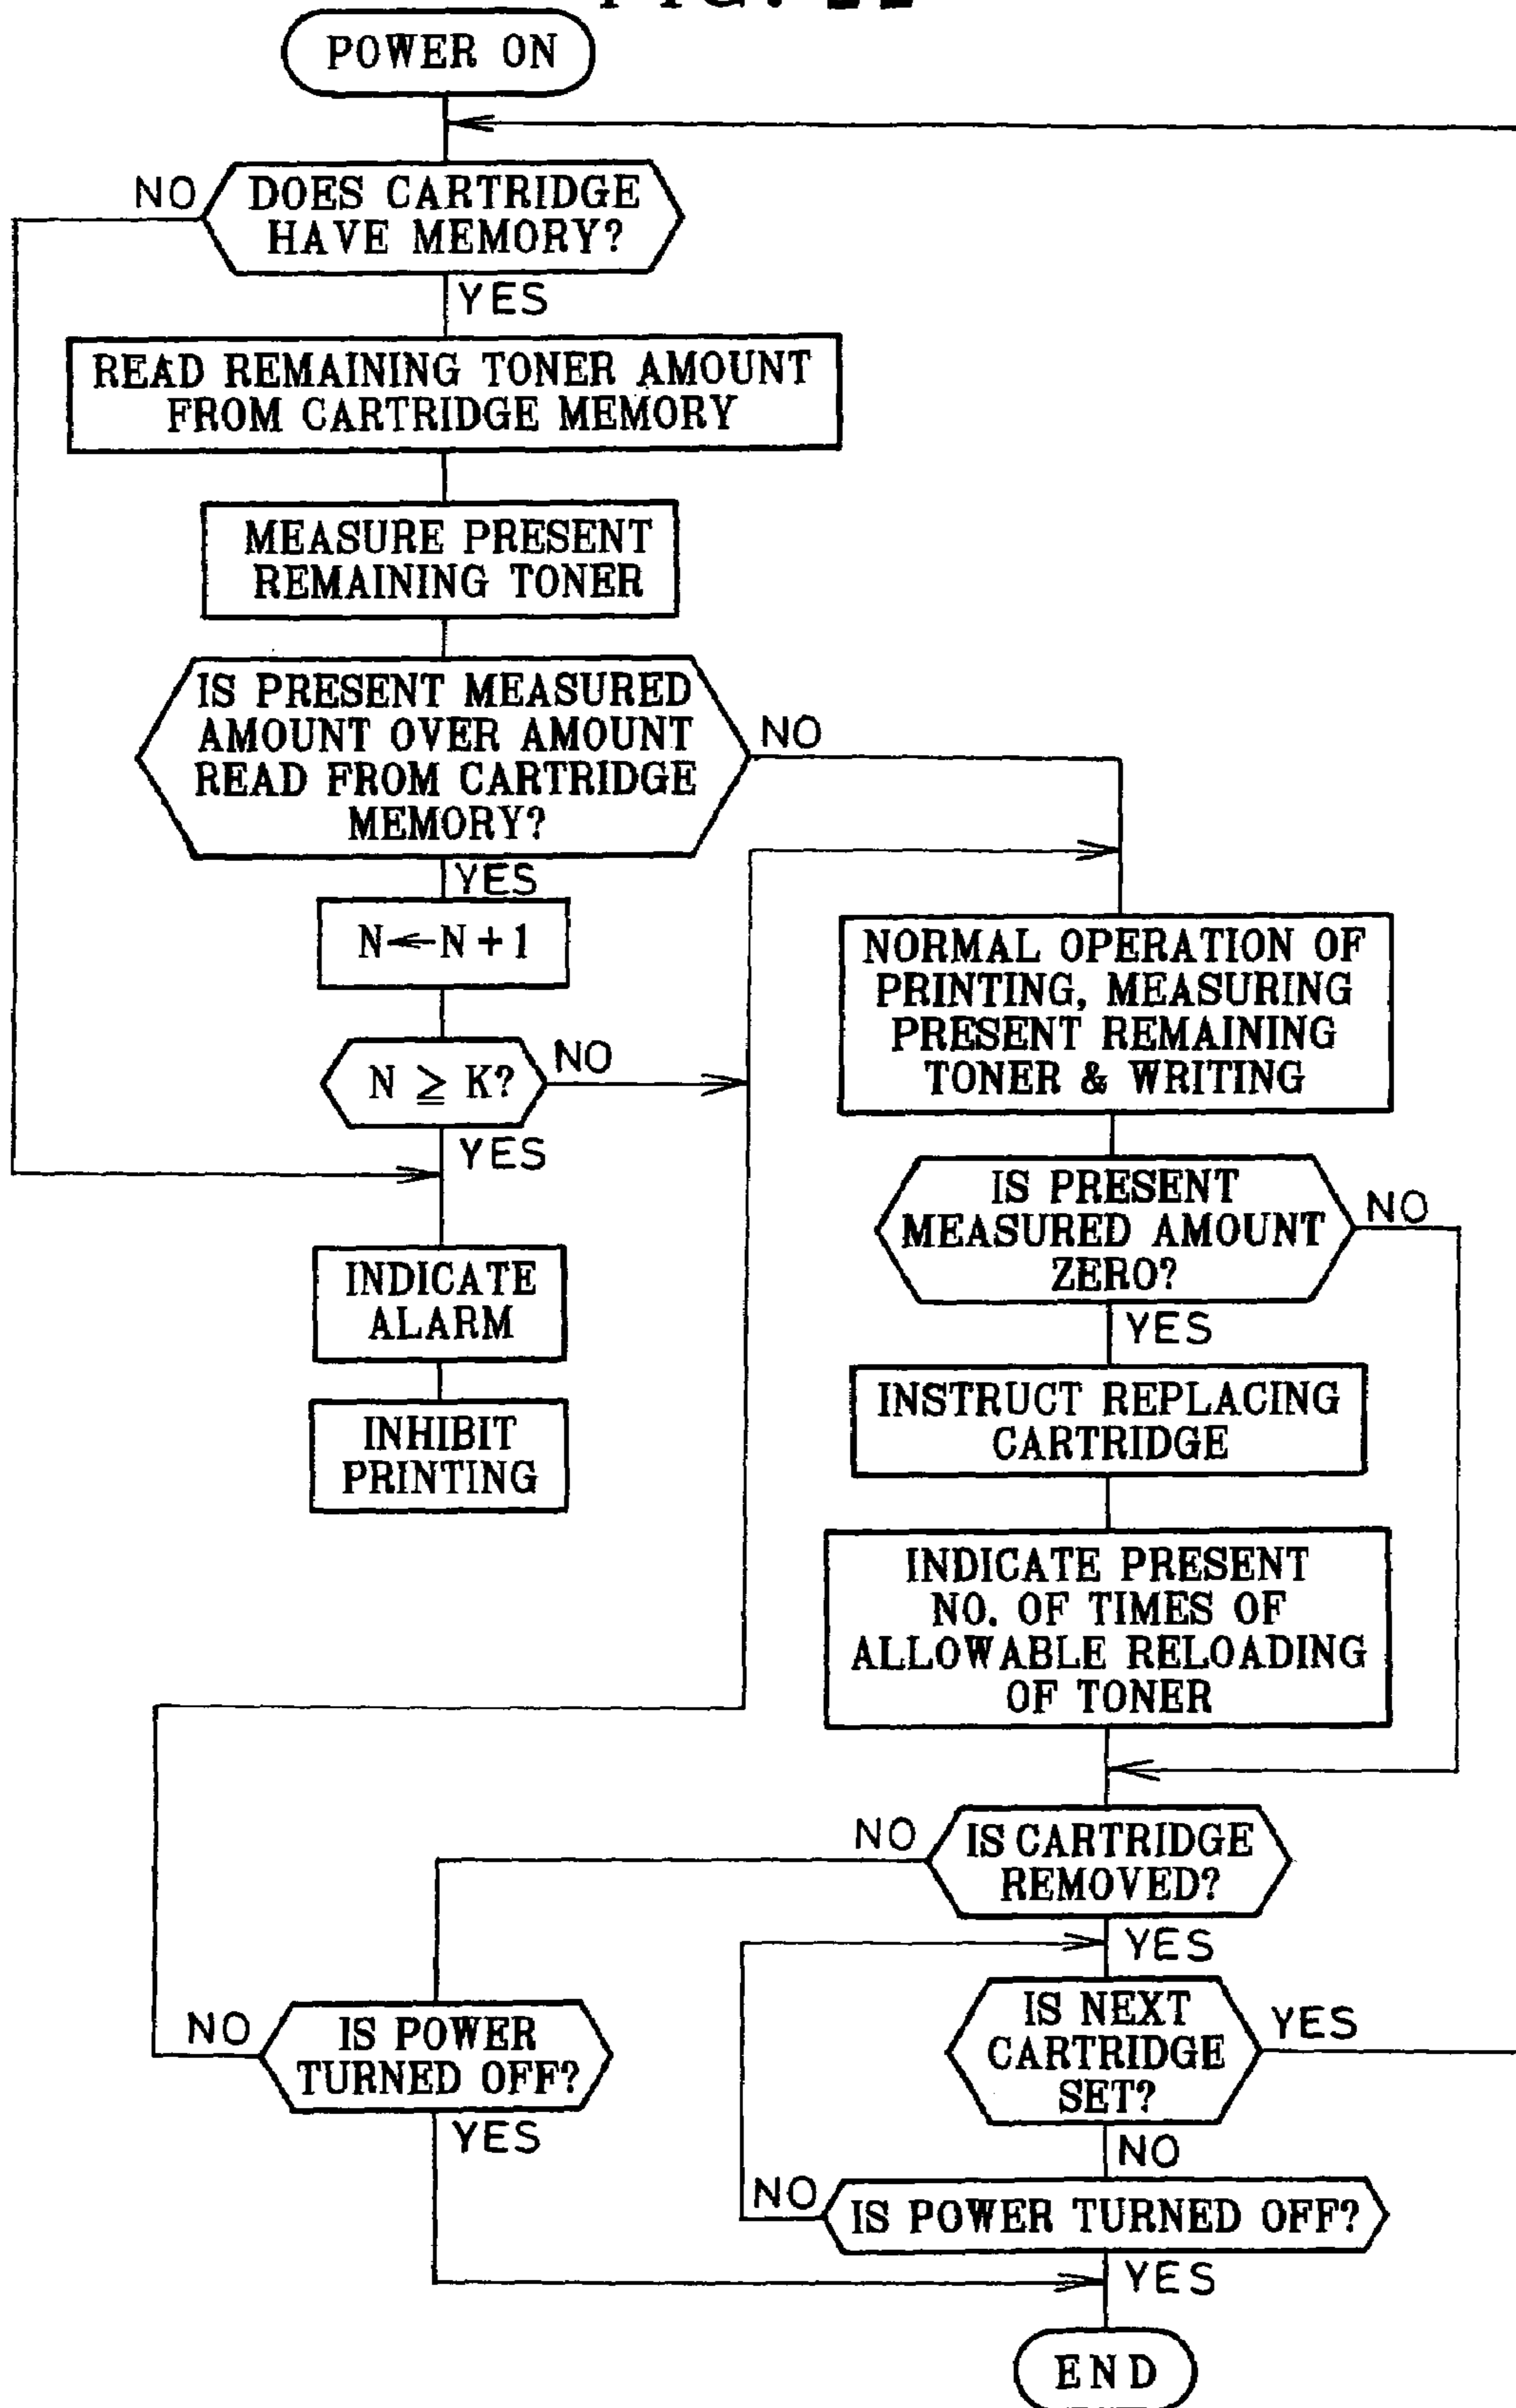 POWER ON
NO
DOES CARTRIDGE
HAVE MEMORY?
YES
READ REMAINING TONER AMOUNT
FROM CARTRIDGE MEMORY
MEASURE PRESENT
REMAINING TONER
IS PRESENT MEASURED
AMOUNT OVER AMOUNT
READ FROM CARTRIDGE
MEMORY?
NO
YES
N←N+1
N ≧ K?
NO
YES
INDICATE
ALARM
INHIBIT
PRINTING
NORMAL OPERATION OF
PRINTING, MEASURING
PRESENT REMAINING
TONER & WRITING
IS PRESENT
MEASURED AMOUNT
ZERO?
NO
YES
INSTRUCT REPLACING
CARTRIDGE
INDICATE PRESENT
NO. OF TIMES OF
ALLOWABLE RELOADING
OF TONER
NO
IS CARTRIDGE
REMOVED?
YES
NO
IS POWER
TURNED OFF?
YES
IS NEXT
CARTRIDGE
SET?
YES
NO
NO
IS POWER TURNED OFF?
YES
END